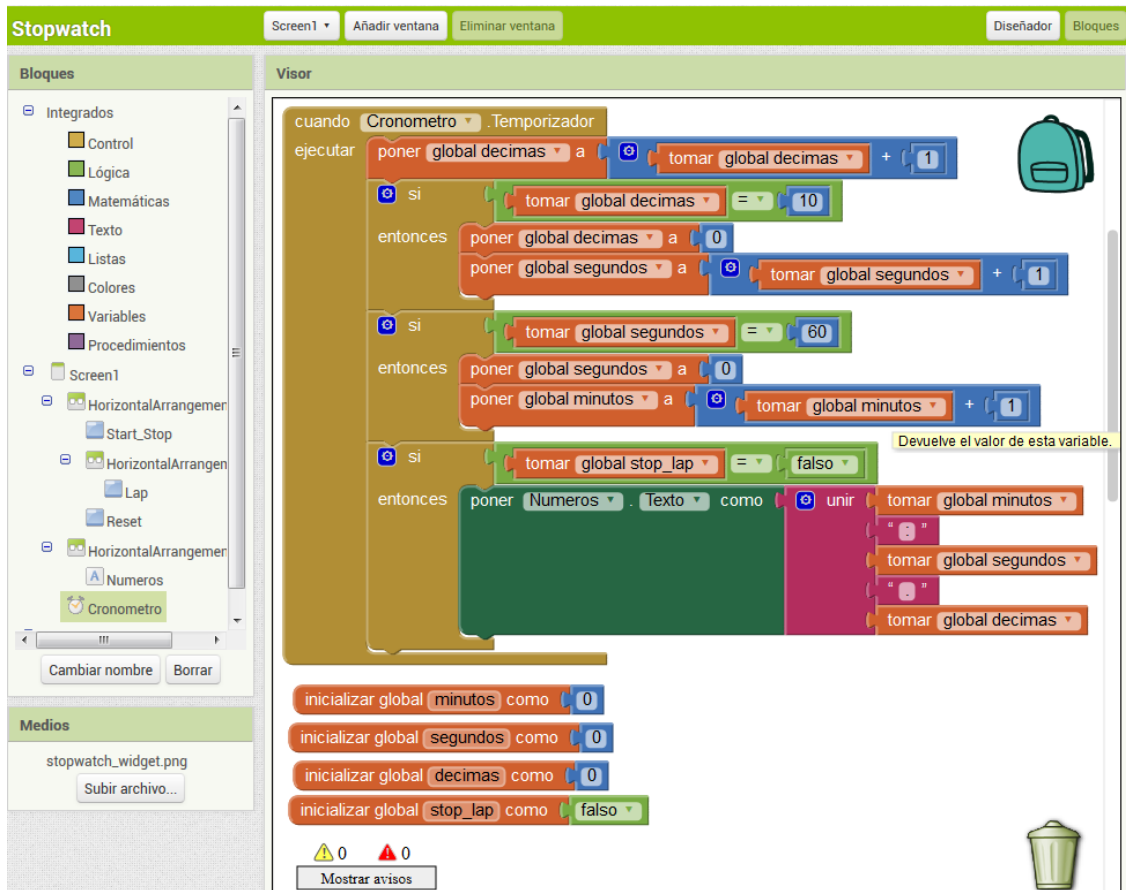 Stopwatch
Screen1
Añadir ventana
Eliminar ventana
Diseñador
Bloques
Bloques
Integrados
Control
Lógica
Matemáticas
Texto
Listas
Colores
Variables
Procedimientos
Screen1
HorizontalArrangemer
Start_Stop
HorizontalArrangen
Lap
Reset
HorizontalArrangemer
A Numeros
Cronometro
Cambiar nombre
Borrar
Medios
stopwatch_widget.png
Subir archivo...
Visor
cuando Cronometro .Temporizador
ejecutar poner global decimas a tomar global decimas + 1
si tomar global decimas = 10
entonces poner global decimas a 0
poner global segundos a tomar global segundos + 1
si tomar global segundos = 60
entonces poner global segundos a 0
poner global minutos a tomar global minutos + 1
Devuelve el valor de esta variable.
si tomar global stop_lap = falso
entonces poner Numeros . Texto como unir tomar global minutos
" : "
tomar global segundos
" . "
tomar global decimas
inicializar global minutos como 0
inicializar global segundos como 0
inicializar global decimas como 0
inicializar global stop_lap como falso
0 0
Mostrar avisos